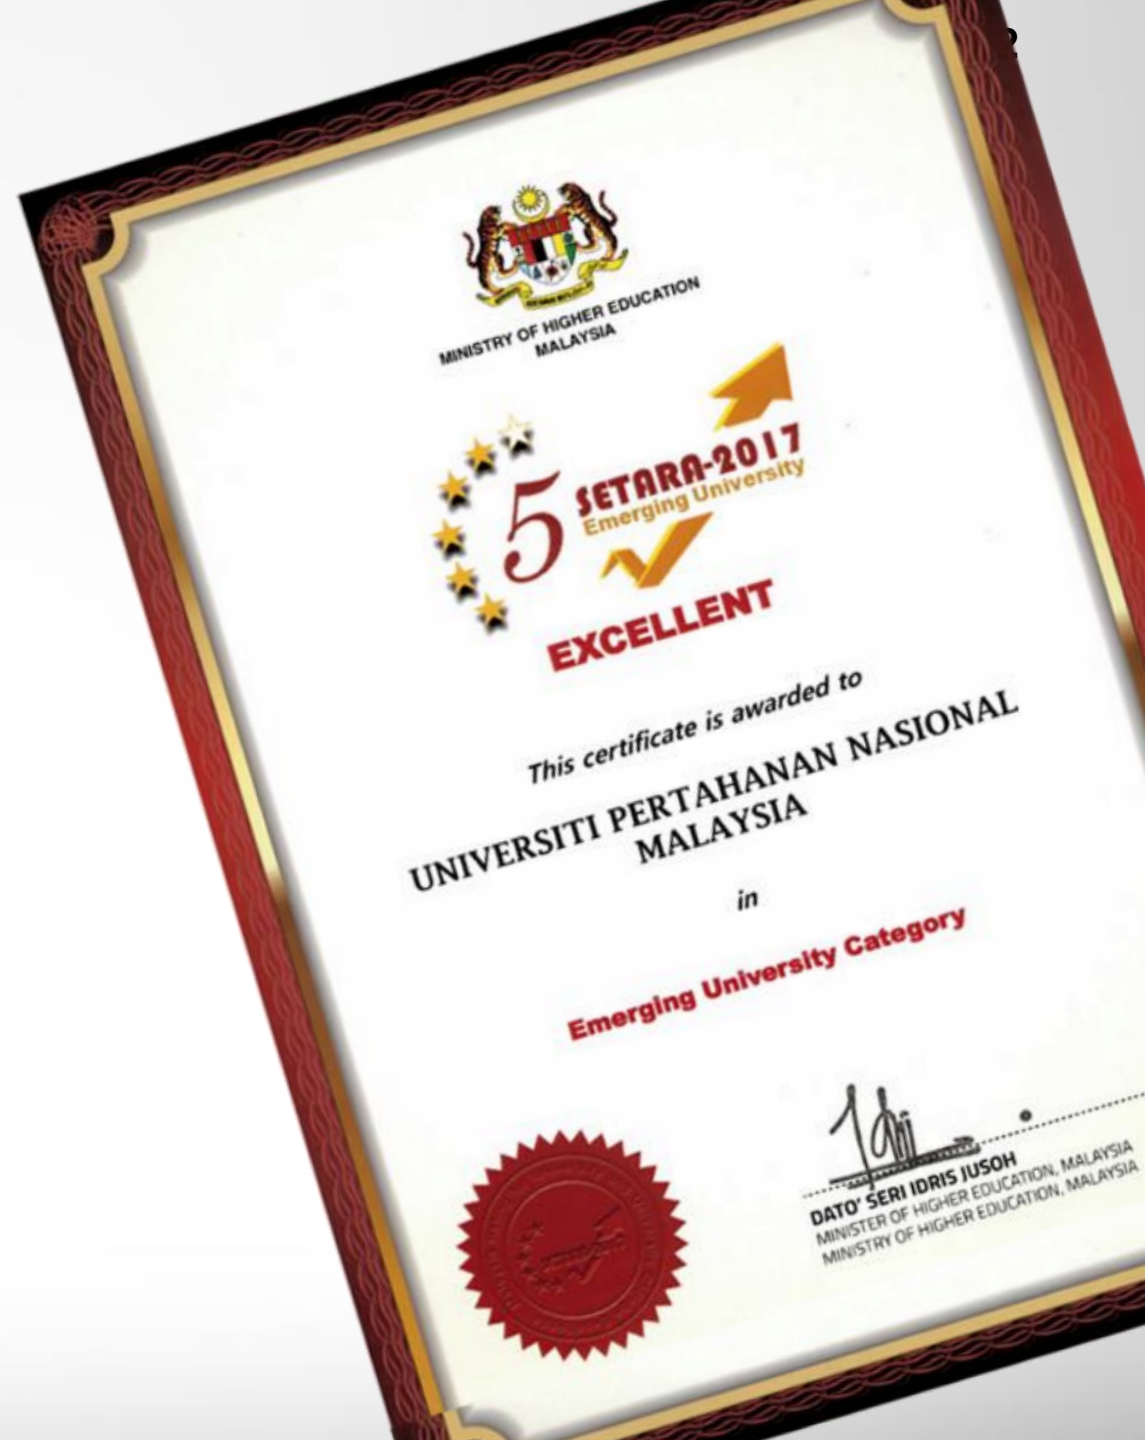 2
MINISTRY OF HIGHER EDUCATION
MALAYSIA
5
SETARA-2017
Emerging University
EXCELLENT
This certificate is awarded to
UNIVERSITI PERTAHANAN NASIONAL
MALAYSIA
in
Emerging University Category
DATO' SERI IDRIS JUSOH
MINISTER OF HIGHER EDUCATION, MALAYSIA
MINISTRY OF HIGHER EDUCATION, MALAYSIA